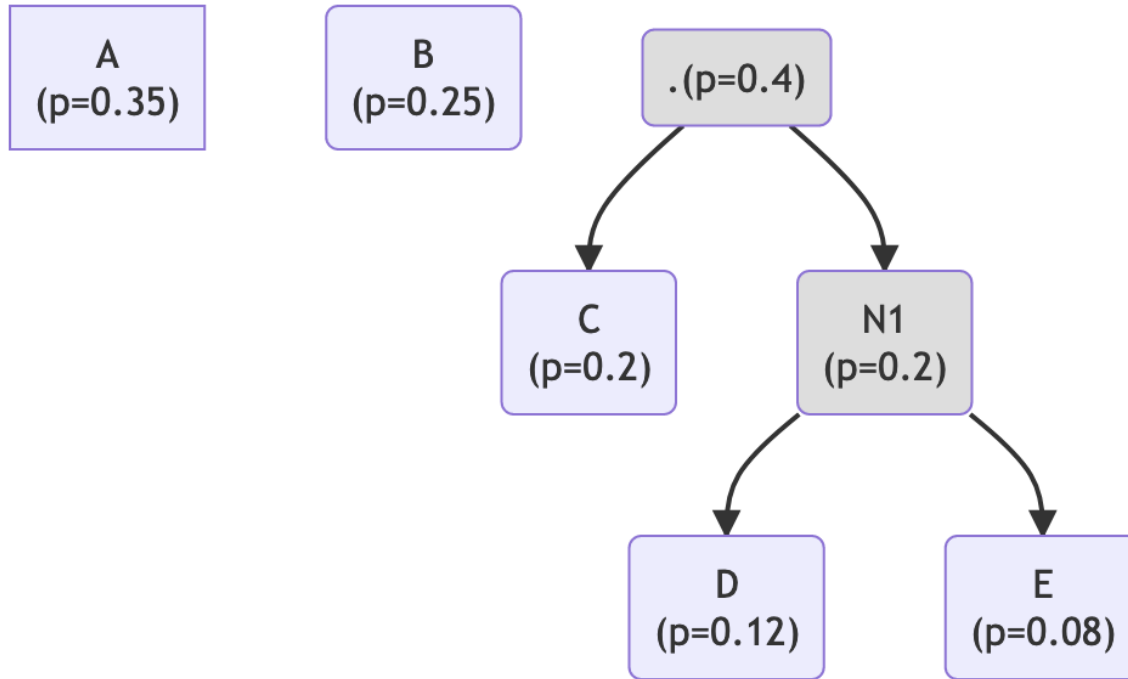 A
(p=0.35)
B
(p=0.25)
.(p=0.4)
C
(p=0.2)
N1
(p=0.2)
D
(p=0.12)
E
(p=0.08)